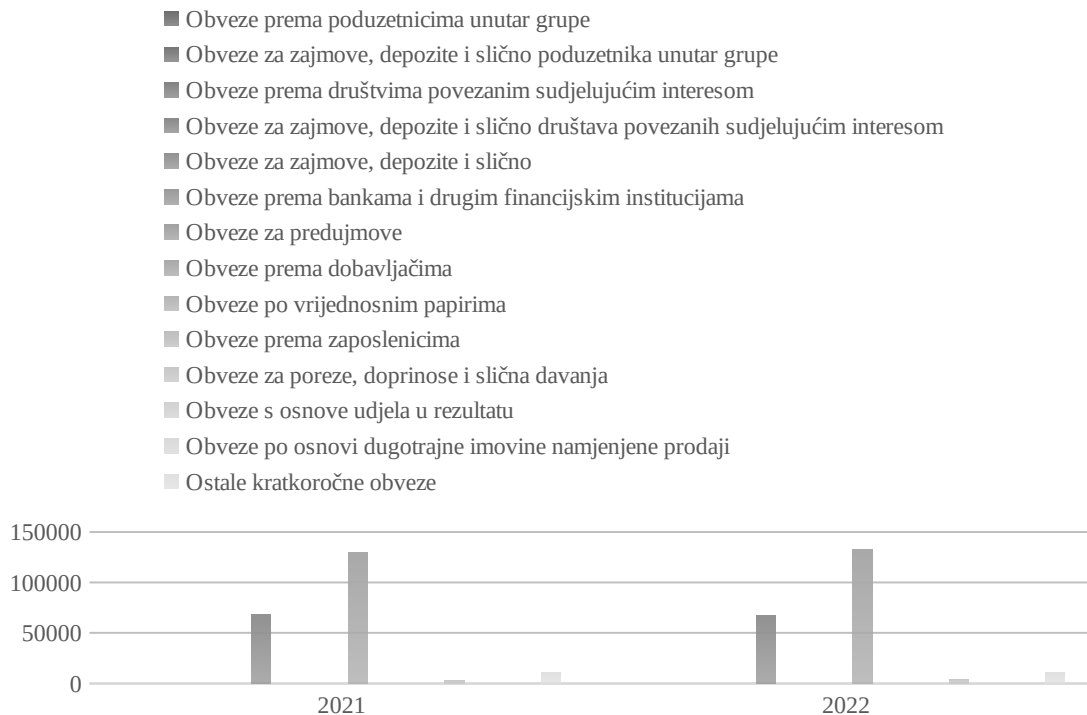 Obveze prema poduzetnicima unutar grupe
Obveze za zajmove, depozite i slično poduzetnika unutar grupe
Obveze prema društvima povezanim sudjelujućim interesom
Obveze za zajmove, depozite i slično društava povezanih sudjelujućim interesom
Obveze za zajmove, depozite i slično
Obveze prema bankama i drugim financijskim institucijama
Obveze za predujmove
Obveze prema dobavljačima
Obveze po vrijednosnim papirima
Obveze prema zaposlenicima
Obveze za poreze, doprinose i slična davanja
Obveze s osnove udjela u rezultatu
Obveze po osnovi dugotrajne imovine namjenjene prodaji
Ostale kratkoročne obveze
150000
100000
50000
0
2021 2022